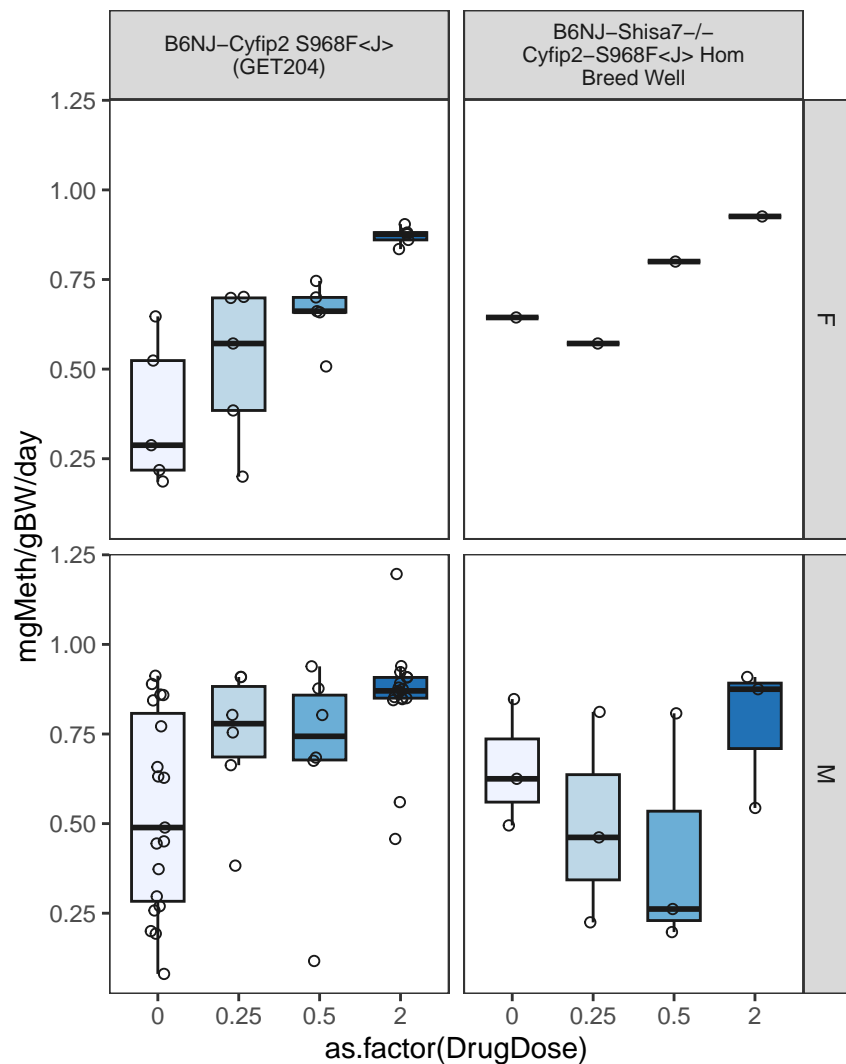 B6NJ−Cyfip2 S968F<J>
(GET204)
B6NJ−Shisa7−/−
Cyfip2−S968F<J> Hom
Breed Well
1.25
1.00
0.75
0.50
0.25
F
1.25
1.00
0.75
0.50
0.25
M
mgMeth/gBW/day
0 0.25 0.5 2
0 0.25 0.5 2
as.factor(DrugDose)